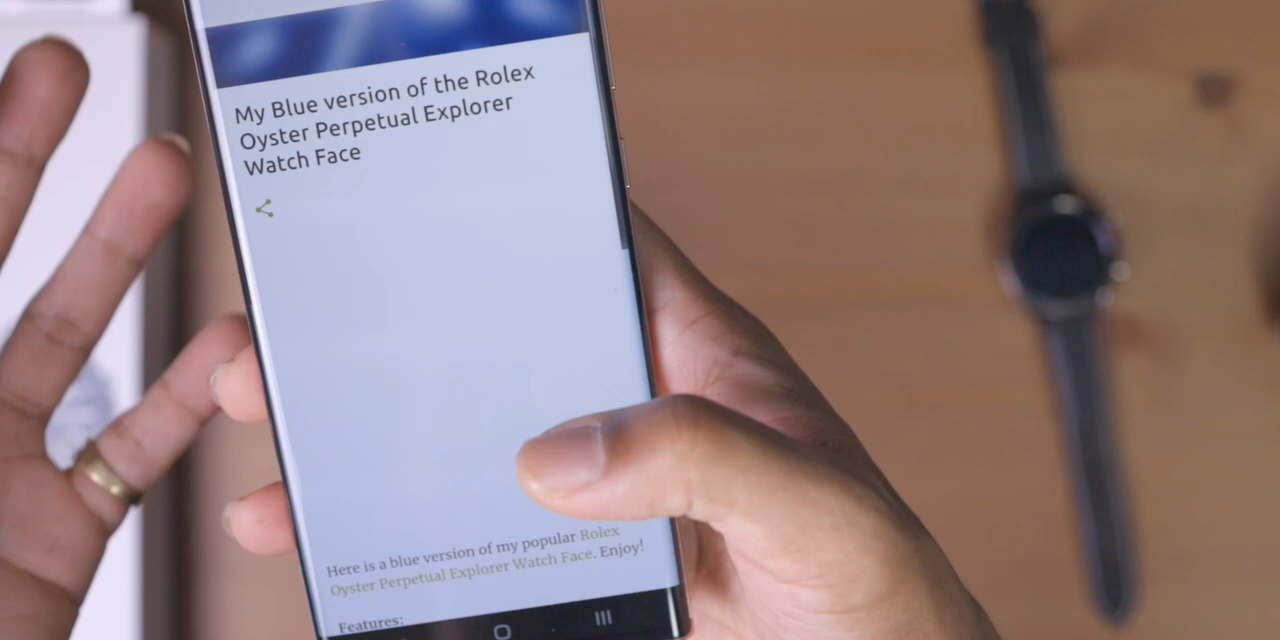 My Blue version of the Rolex
Oyster Perpetual Explorer
Watch Face
Here is a blue version of my popular Rolex
Oyster Perpetual Explorer Watch Face. Enjoy!
Features: